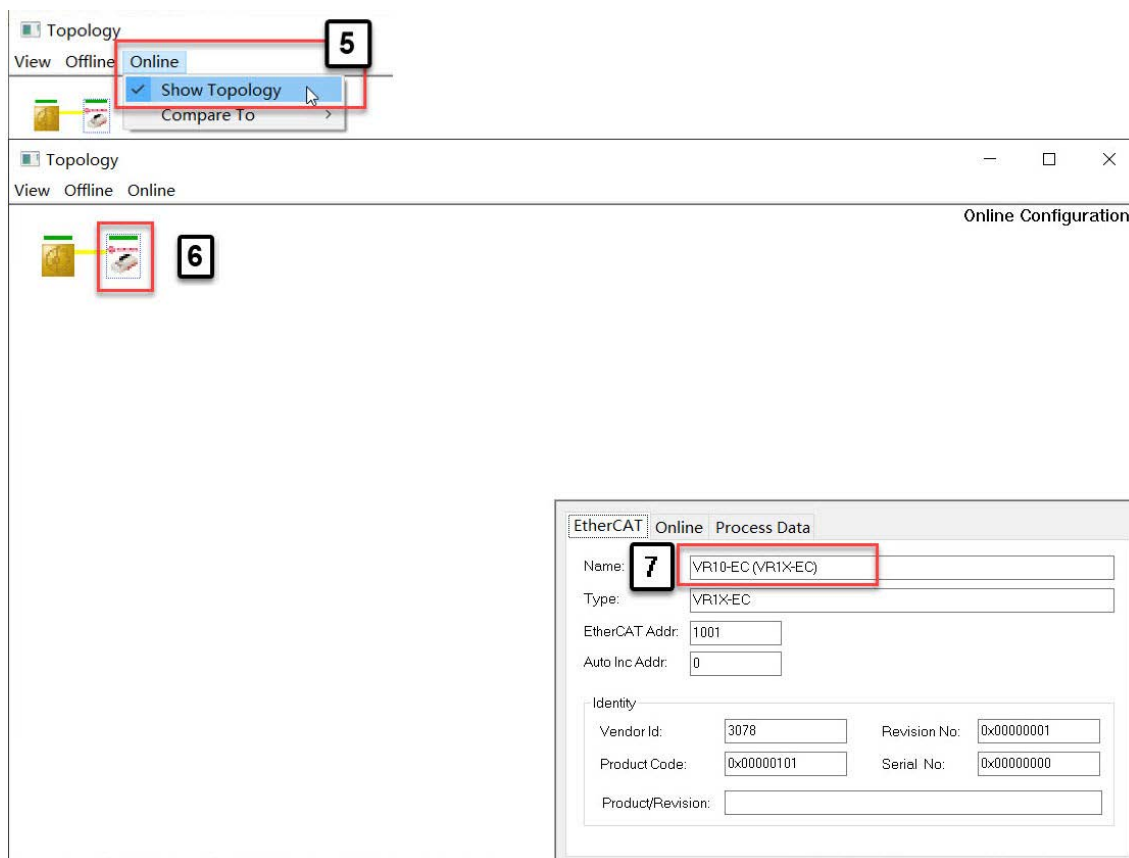 Topology
5
View Offline Online
Show Topology
Compare To
Topology
View Offline Online
Online Configuration
6
EtherCAT Online Process Data
Name: 7 VR10-EC (VR1X-EC)
Type: VR1X-EC
EtherCAT Addr: 1001
Auto Inc Addr: 0
Identity
Vendor Id: 3078 Revision No: 0x00000001
Product Code: 0x00000101 Serial No: 0x00000000
Product/Revision: